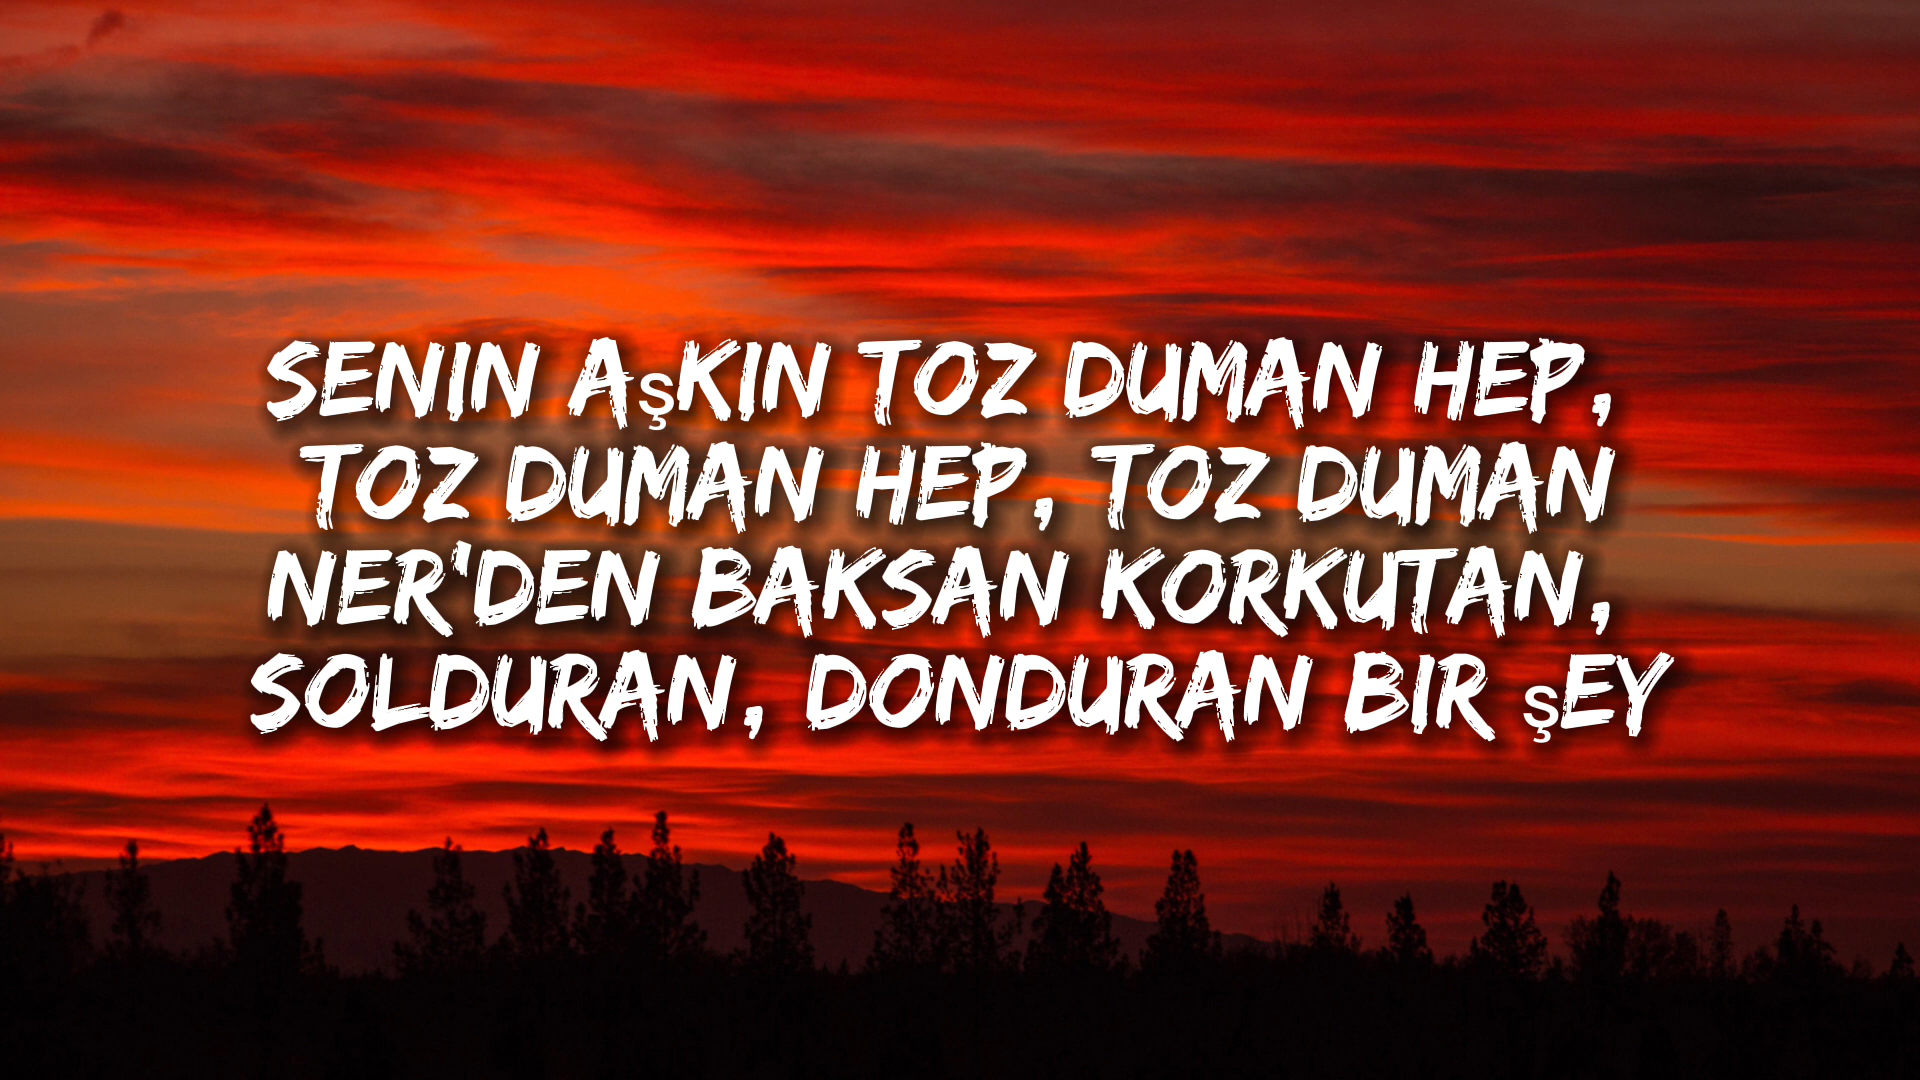 SENIN AşKIN TOZ DUMAN HEP,
TOZ DUMAN HEP, TOZ DUMAN
NER'DEN BAKSAN KORKUTAN,
SOLDURAN, DONDURAN BIR şEY